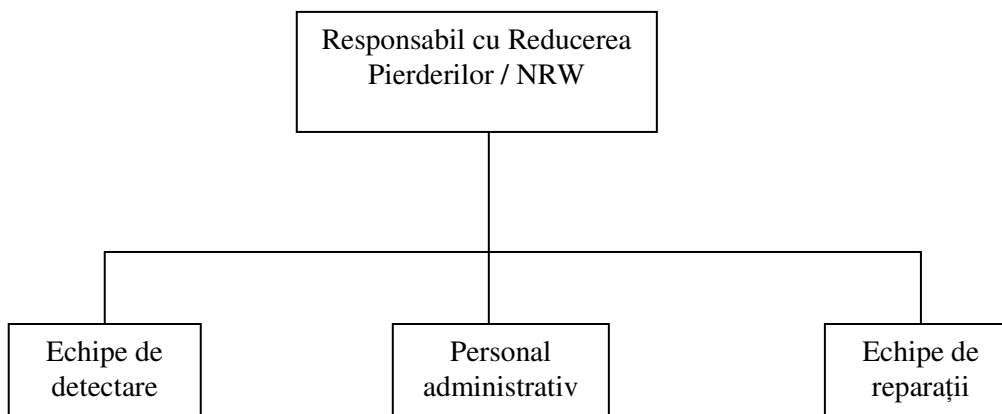 Responsabil cu Reducerea
Pierderilor / NRW
Echipe de
detectare
Personal
administrativ
Echipe de
reparații